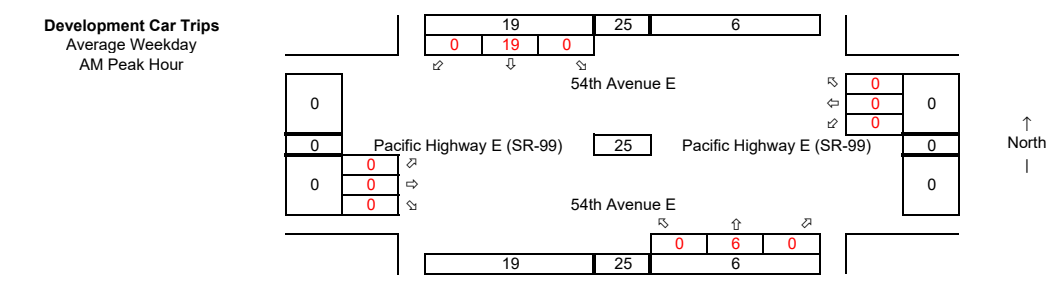 Development Car Trips
Average Weekday
AM Peak Hour
19 25 6
0 19 0
⬃ ⇩ ⬂
54th Avenue E
0
⬁ 0
⇦ 0 0
⬃ 0
↑
0 Pacific Highway E (SR-99) 25 Pacific Highway E (SR-99) 0 North
|
0 ⬀
0 0 ⇨ 0
0 ⬂
54th Avenue E
⬁ ⇧ ⬀
0 6 0
19 25 6